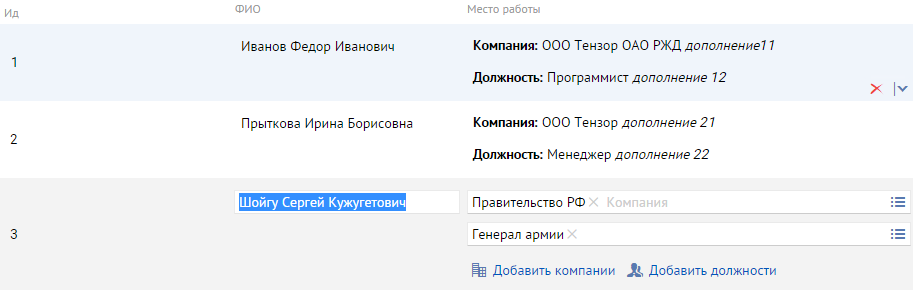 Ид ФИО Место работы
1 Иванов Федор Иванович Компания: ООО Тензор ОАО РЖД дополнение11
Должность: Программист дополнение 12
2 Прыткова Ирина Борисовна Компания: ООО Тензор дополнение 21
Должность: Менеджер дополнение 22
Шойгу Сергей Кужугетович Правительство РФ Компания
3 Генерал армии
Добавить компании Добавить должности